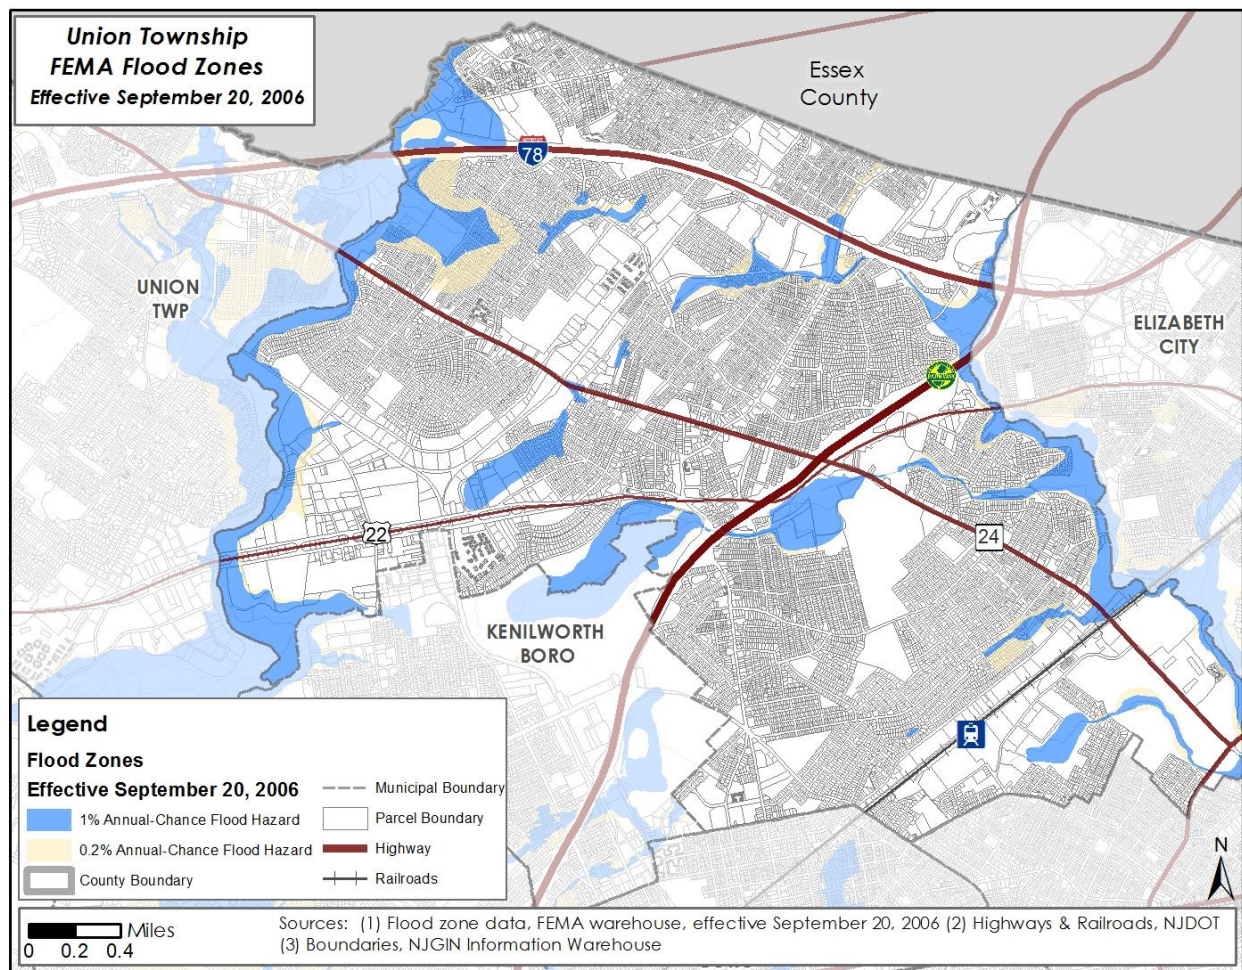 Union Township
FEMA Flood Zones
Effective September 20, 2006
Essex
County
78
UNION
TWP
ELIZABETH
CITY
22
24
KENILWORTH
BORO
Legend
Flood Zones
Effective September 20, 2006
1% Annual-Chance Flood Hazard
0.2% Annual-Chance Flood Hazard
County Boundary
Municipal Boundary
Parcel Boundary
Highway
Railroads
N
Miles
0 0.2 0.4
Sources: (1) Flood zone data, FEMA warehouse, effective September 20, 2006 (2) Highways & Railroads, NJDOT
(3) Boundaries, NJGIN Information Warehouse